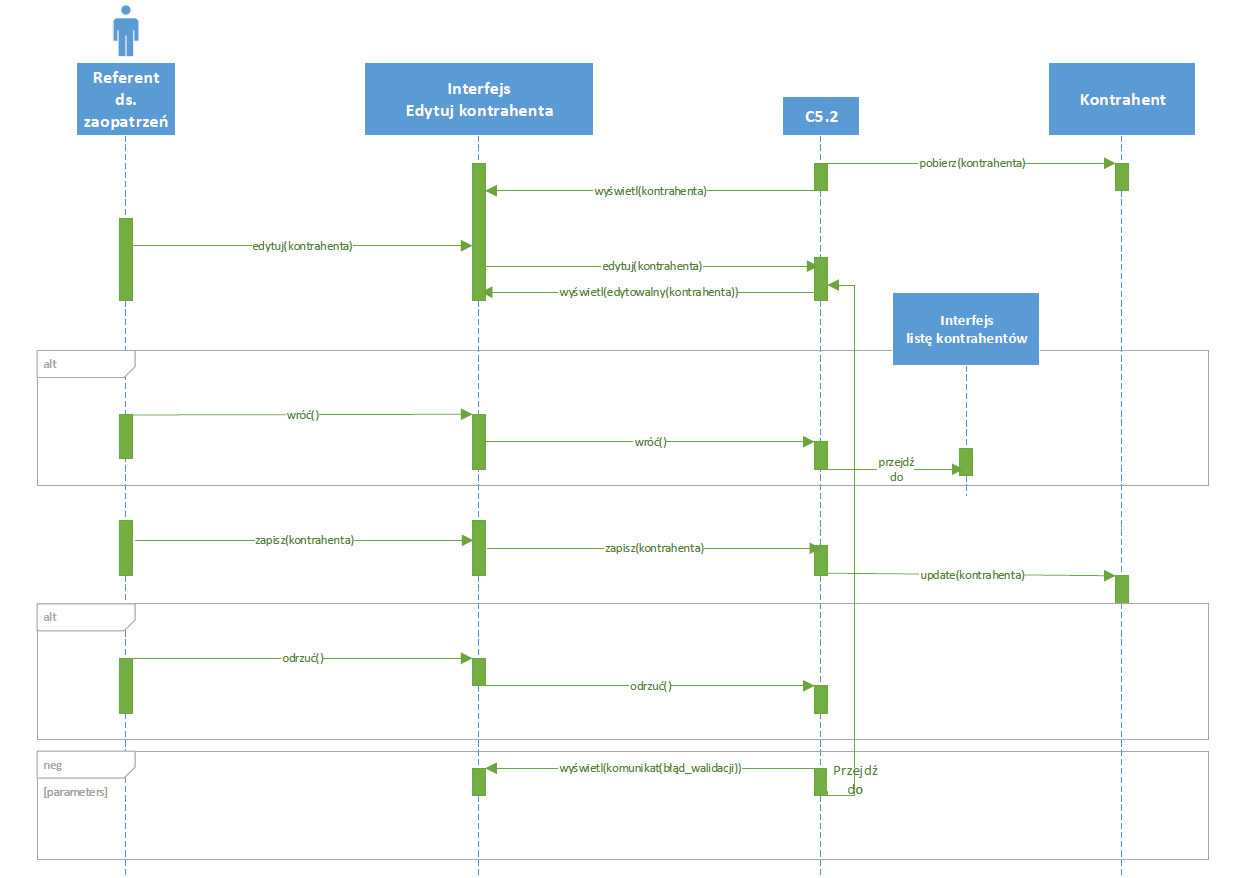 Referent
ds.
zaopatrzeń
Interfejs
Edytuj kontrahenta
C5.2
Kontrahent
pobierz(kontrahenta)
wyświetl(kontrahenta)
edytuj(kontrahenta)
edytuj(kontrahenta)
wyświetl(edytowalny(kontrahenta))
Interfejs
listę kontrahentów
alt
wróć()
wróć()
przejdź
do
zapisz(kontrahenta)
zapisz(kontrahenta)
update(kontrahenta)
alt
odrzuć()
odrzuć()
neg
[parameters]
wyświetl(komunikat(błąd_walidacji))
Przejdź
do